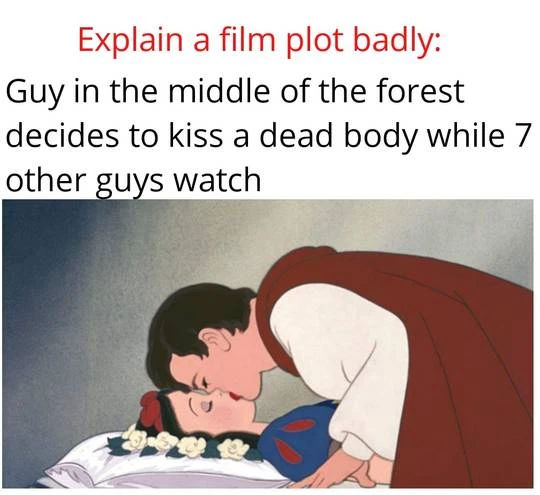 Explain a film plot badly:
Guy in the middle of the forest
decides to kiss a dead body while 7
other guys watch